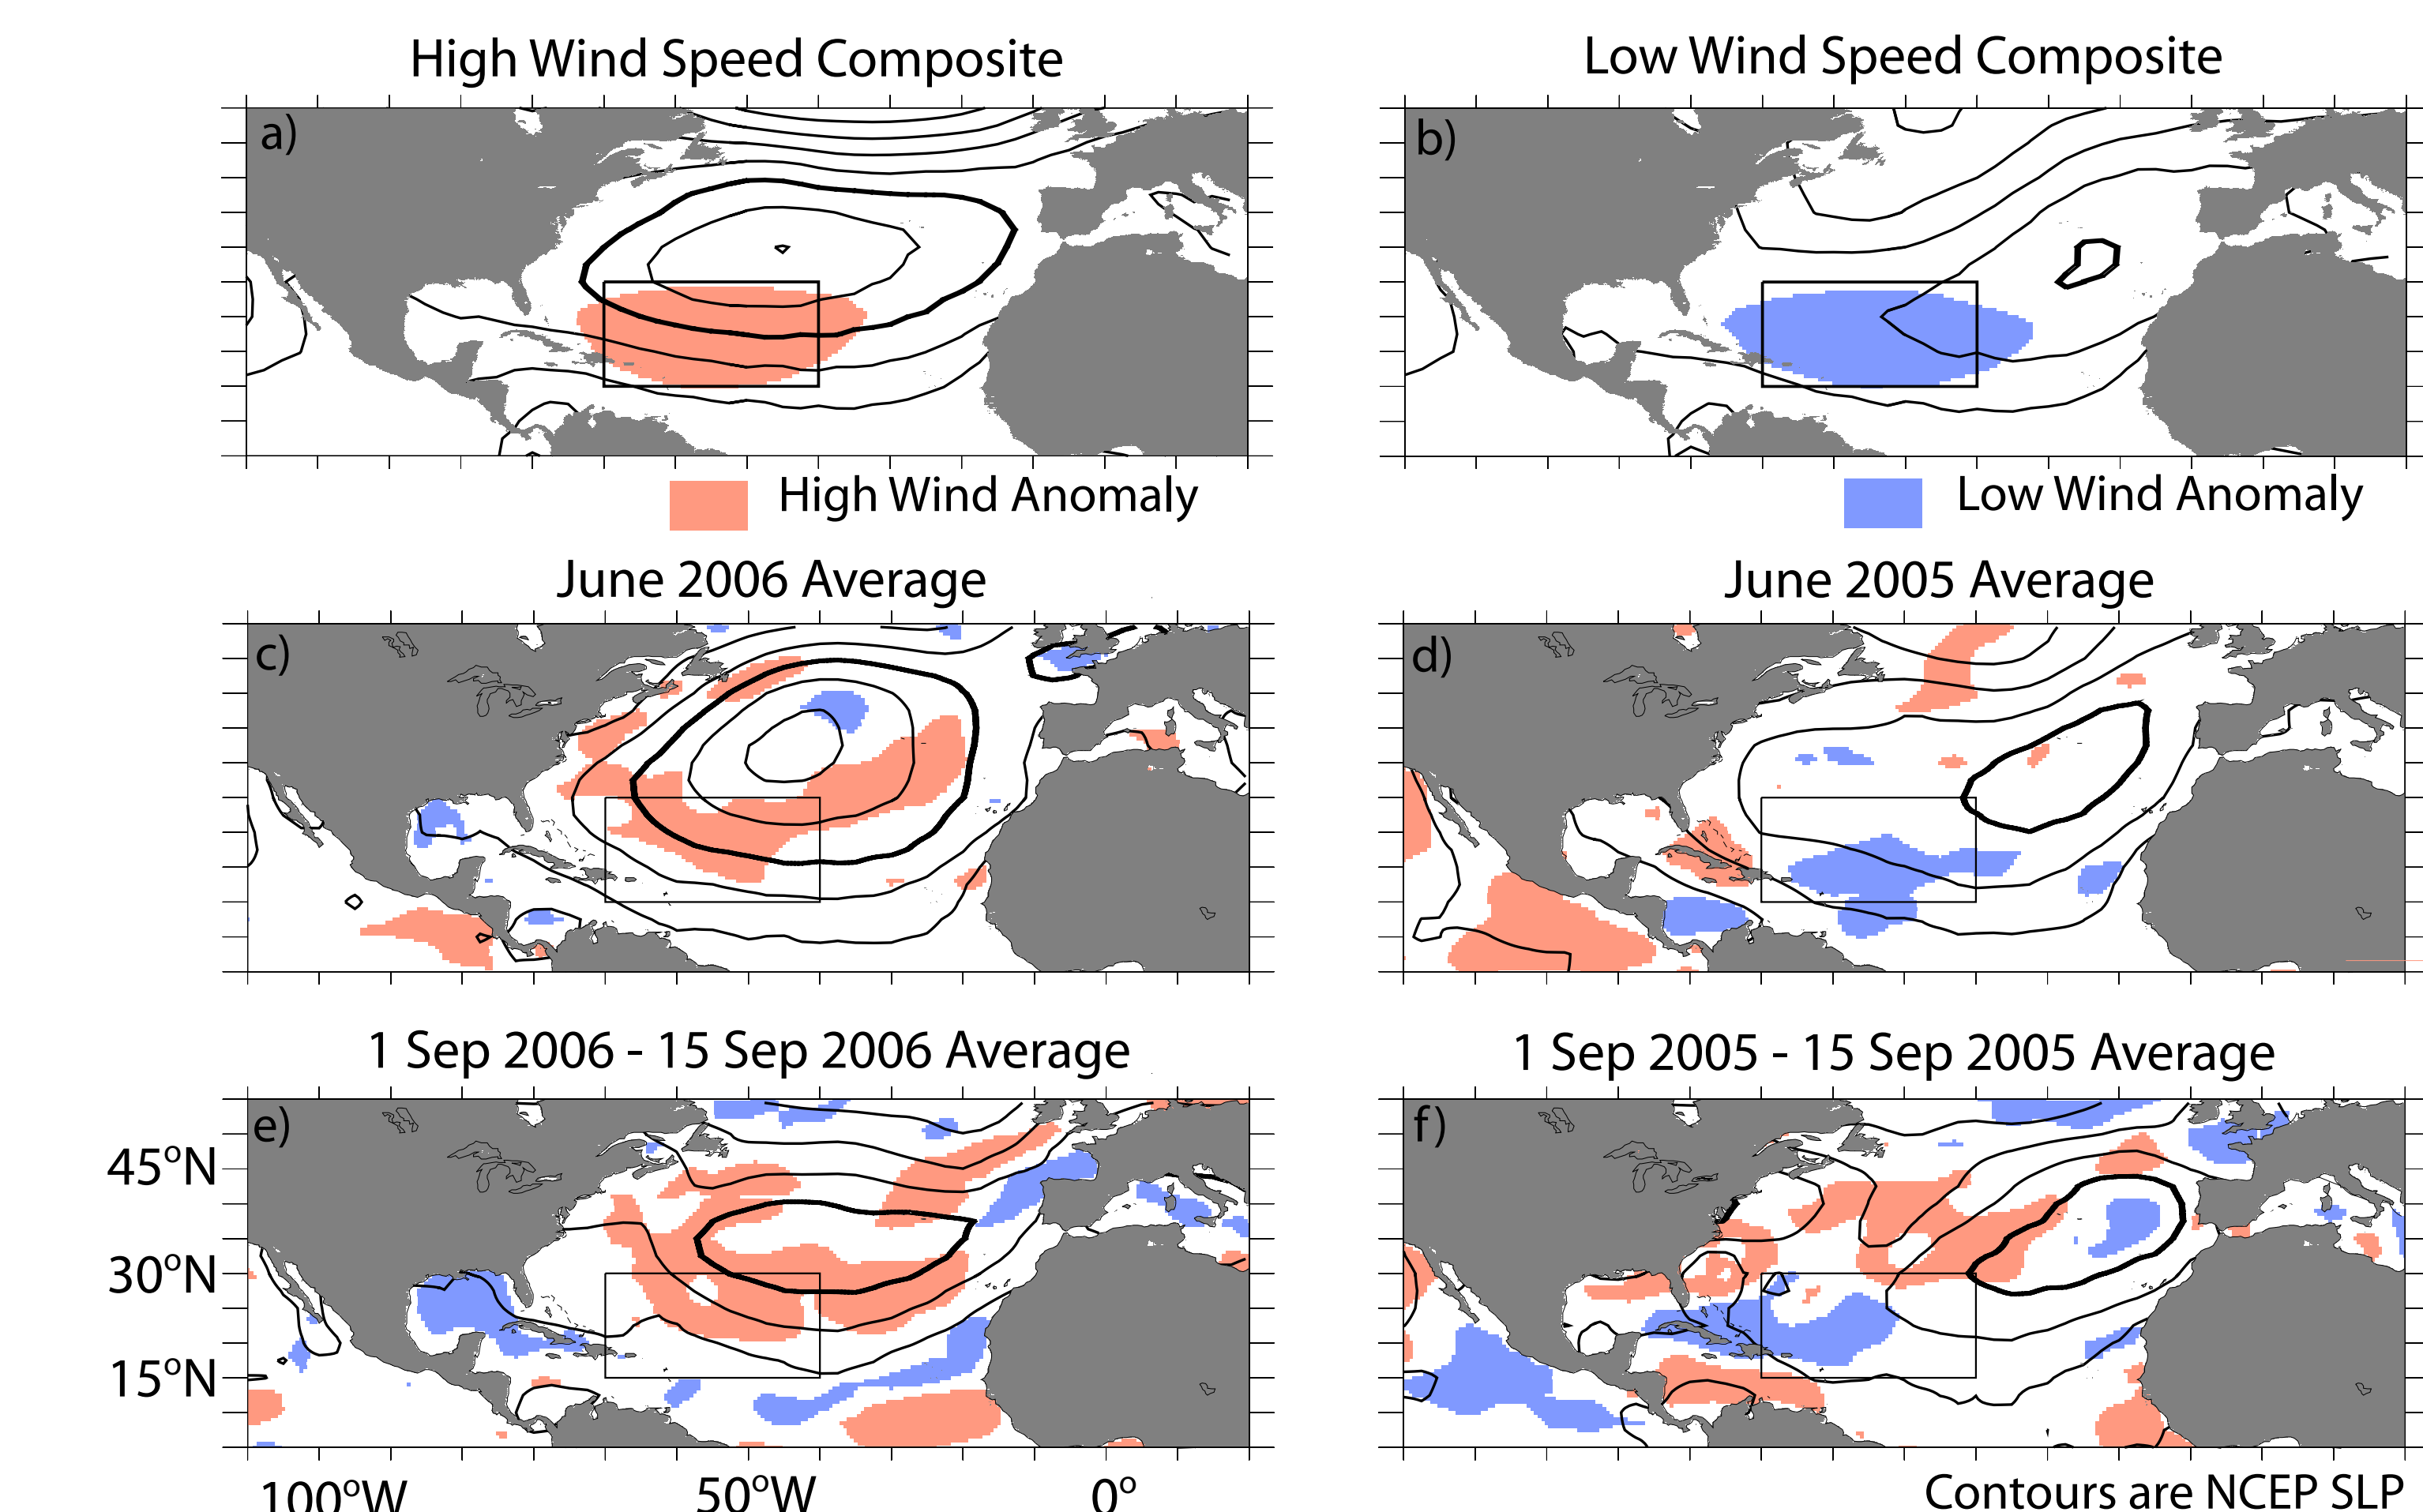 High Wind Speed Composite
Low Wind Speed Composite
a)
b)
High Wind Anomaly
Low Wind Anomaly
June 2006 Average
June 2005 Average
c)
d)
1 Sep 2006 - 15 Sep 2006 Average
1 Sep 2005 - 15 Sep 2005 Average
e)
f)
45°N
30°N
15°N
100°W
50°W
0°
Contours are NCEP SLP